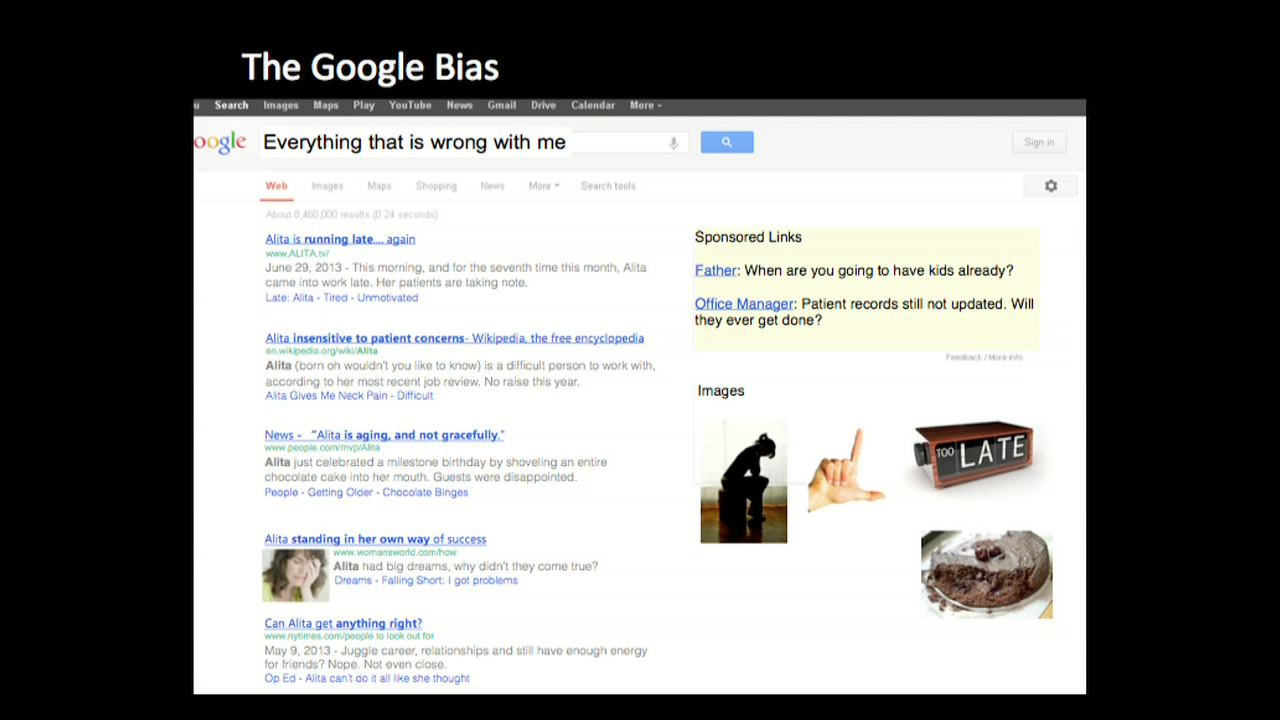 The Google Bias
u Search Images Maps Play YouTube News Gmail Drive Calendar More
oogle Everything that is wrong with me Sign in
Web Images Maps Shopping News More Search tools
About 8,460,000 results (0.24 seconds)
Alita is running late.... again
www.ALITA.tv/
June 29, 2013 - This morning, and for the seventh time this month, Alita
came into work late. Her patients are taking note.
Late: Alita - Tired - Unmotivated
Alita insensitive to patient concerns- Wikipedia, the free encyclopedia
en.wikipedia.org/wiki/Alita
Alita (born oh wouldn't you like to know) is a difficult person to work with,
according to her most recent job review. No raise this year.
Alita Gives Me Neck Pain - Difficult
News - "Alita is aging, and not gracefully."
www.people.com/mvp/Alita
Alita just celebrated a milestone birthday by shoveling an entire
chocolate cake into her mouth. Guests were disappointed.
People - Getting Older - Chocolate Binges
Alita standing in her own way of success
www.womansworld.com/how
Alita had big dreams, why didn't they come true?
Dreams - Falling Short: I got problems
Can Alita get anything right?
www.nytimes.com/people to look out for
May 9, 2013 - Juggle career, relationships and still have enough energy
for friends? Nope. Not even close.
Op Ed - Alita can't do it all like she thought
Sponsored Links
Father: When are you going to have kids already?
Office Manager: Patient records still not updated. Will
they ever get done?
Feedback / More info
Images
TOO LATE